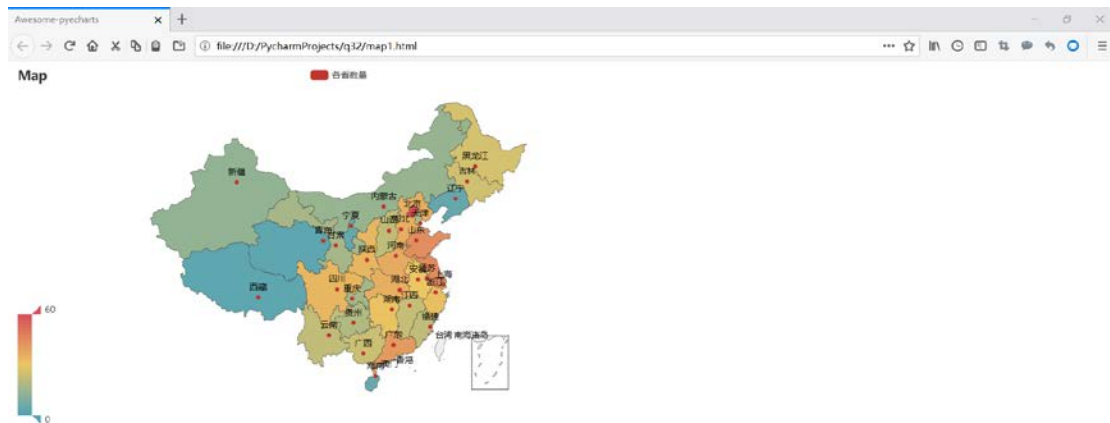 Awesome-pyecharts
file:///D:/PycharmProjects/q32/map1.html
Map
各省数量
黑龙江
吉林
新疆
辽宁
内蒙古
北京
天津
宁夏
山西
河北
青海
甘肃
山东
陕西
河南
安徽
江苏
上海
四川
湖北
西藏
重庆
浙江
湖南
江西
60
贵州
福建
云南
广东
台湾 南海诸岛
广西
香港
澳门
海南
0